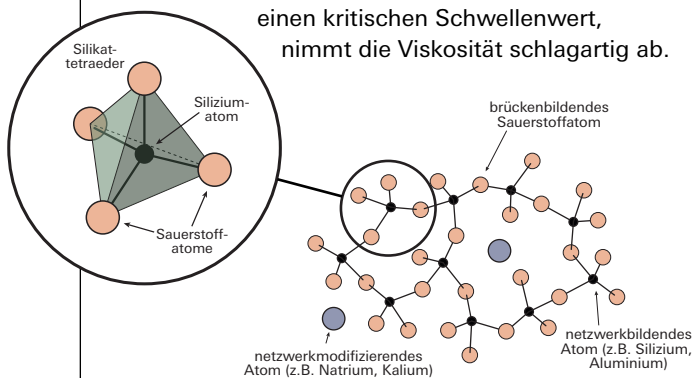 einen kritischen Schwellenwert,
nimmt die Viskosität schlagartig ab.
Silikat-
tetraeder
Silizium-
atom
Sauerstoff-
atome
brückenbildendes
Sauerstoffatom
netzwerkmodifizierendes
Atom (z.B. Natrium, Kalium)
netzwerkbildendes
Atom (z.B. Silizium,
Aluminium)